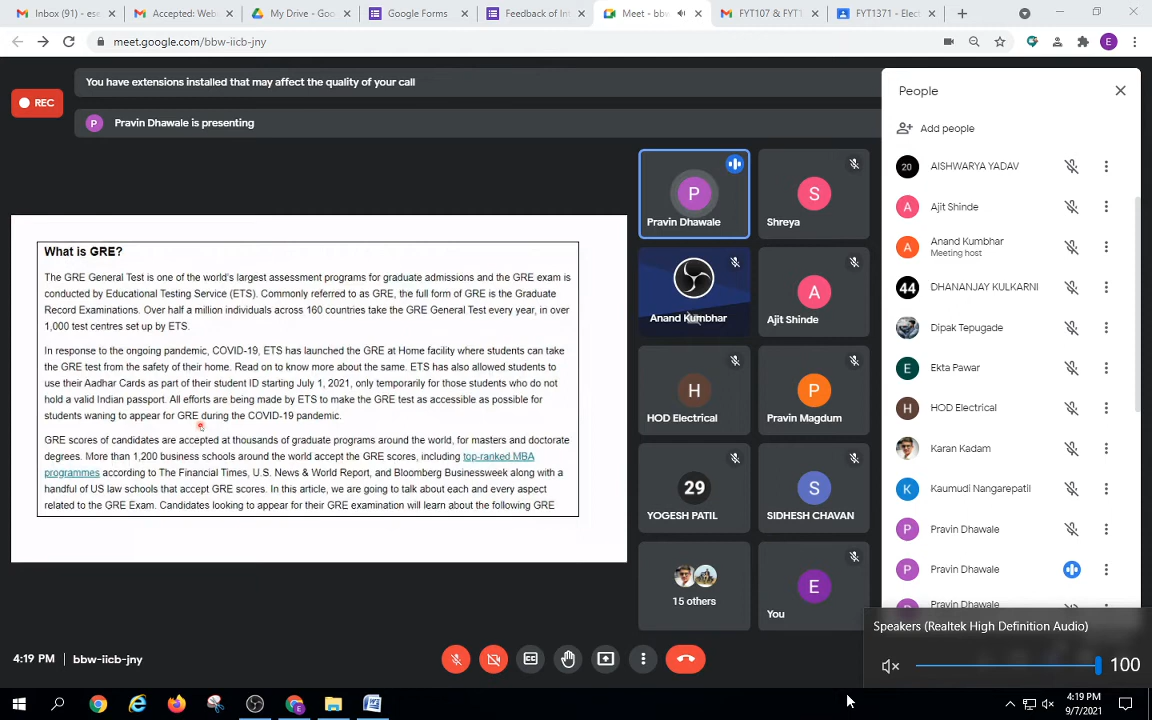 Inbox (91) - ese
Accepted: Web
My Drive - Goo
Google Forms
Feedback of Int
Meet - bbw
FYT107 & FYT1
FYT1371 - Elect
meet.google.com/bbw-iicb-jny
E
You have extensions installed that may affect the quality of your call
REC
P
Pravin Dhawale is presenting
What is GRE?
The GRE General Test is one of the world's largest assessment programs for graduate admissions and the GRE exam is
conducted by Educational Testing Service (ETS). Commonly referred to as GRE, the full form of GRE is the Graduate
Record Examinations. Over half a million individuals across 160 countries take the GRE General Test every year, in over
1,000 test centres set up by ETS.
In response to the ongoing pandemic, COVID-19, ETS has launched the GRE at Home facility where students can take
the GRE test from the safety of their home. Read on to know more about the same. ETS has also allowed students to
use their Aadhar Cards as part of their student ID starting July 1, 2021, only temporarily for those students who do not
hold a valid Indian passport. All efforts are being made by ETS to make the GRE test as accessible as possible for
students waning to appear for GRE during the COVID-19 pandemic.
GRE scores of candidates are accepted at thousands of graduate programs around the world, for masters and doctorate
degrees. More than 1,200 business schools around the world accept the GRE scores, including top-ranked MBA
programmes according to The Financial Times, U.S. News & World Report, and Bloomberg Businessweek along with a
handful of US law schools that accept GRE scores. In this article, we are going to talk about each and every aspect
related to the GRE Exam. Candidates looking to appear for their GRE examination will learn about the following GRE
P
Pravin Dhawale
S
Shreya
Anand Kumbhar
A
Ajit Shinde
H
HOD Electrical
P
Pravin Magdum
29
YOGESH PATIL
S
SIDHESH CHAVAN
15 others
E
You
People
Add people
20 AISHWARYA YADAV
A Ajit Shinde
A Anand Kumbhar
Meeting host
44 DHANANJAY KULKARNI
Dipak Tepugade
E Ekta Pawar
H HOD Electrical
Karan Kadam
K Kaumudi Nangarepatil
P Pravin Dhawale
P Pravin Dhawale
P Pravin Dhawale
Speakers (Realtek High Definition Audio)
100
4:19 PM | bbw-iicb-jny
4:19 PM
9/7/2021